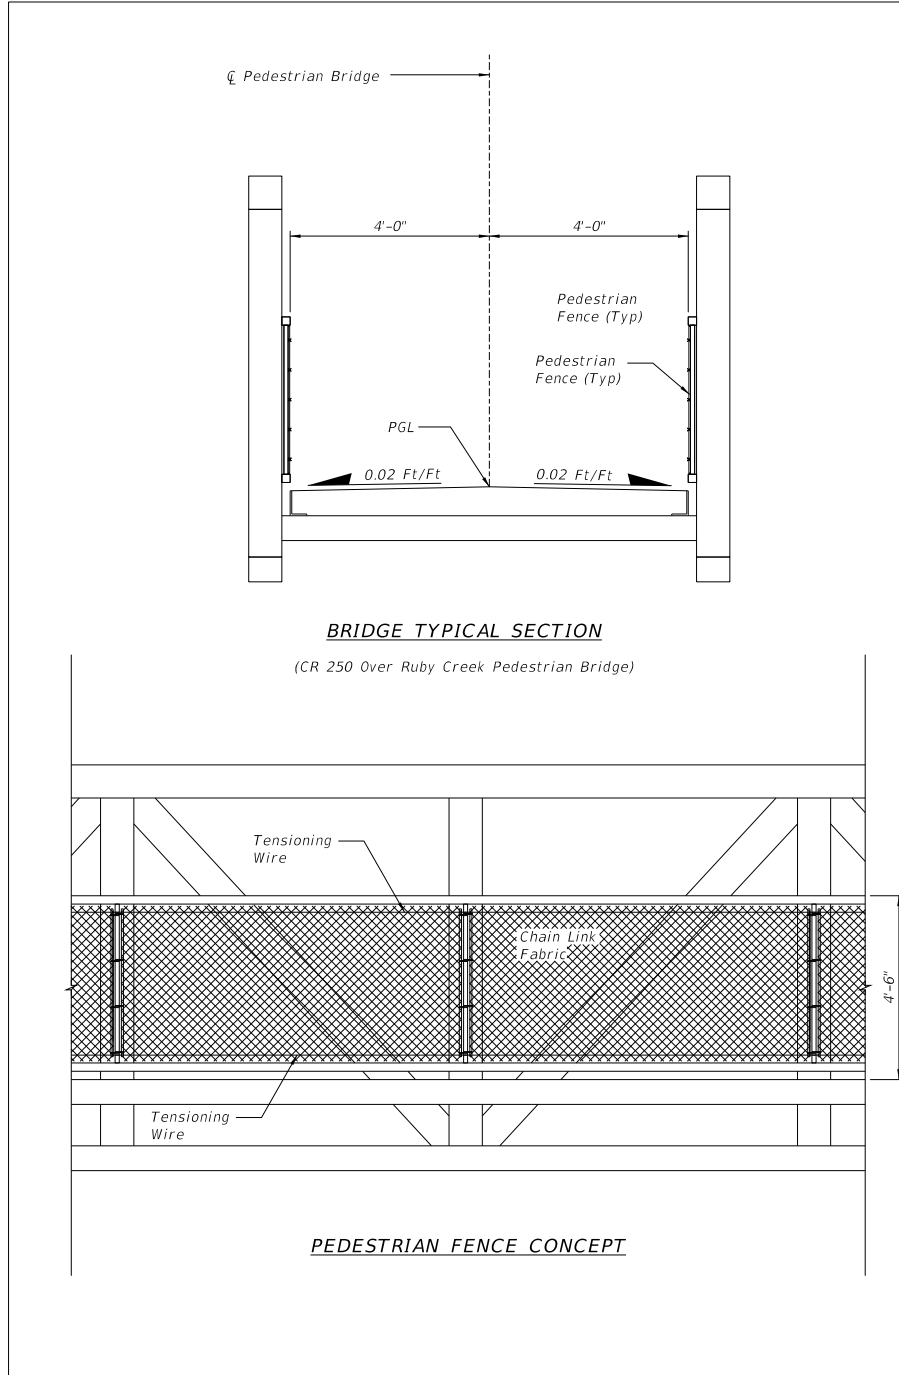 ℄ Pedestrian Bridge
4'-0"
4'-0"
Pedestrian
Fence (Typ)
Pedestrian
Fence (Typ)
PGL
0.02 Ft/Ft
0.02 Ft/Ft
BRIDGE TYPICAL SECTION
(CR 250 Over Ruby Creek Pedestrian Bridge)
Tensioning
Wire
Chain Link
Fabric
4'-6"
Tensioning
Wire
PEDESTRIAN FENCE CONCEPT